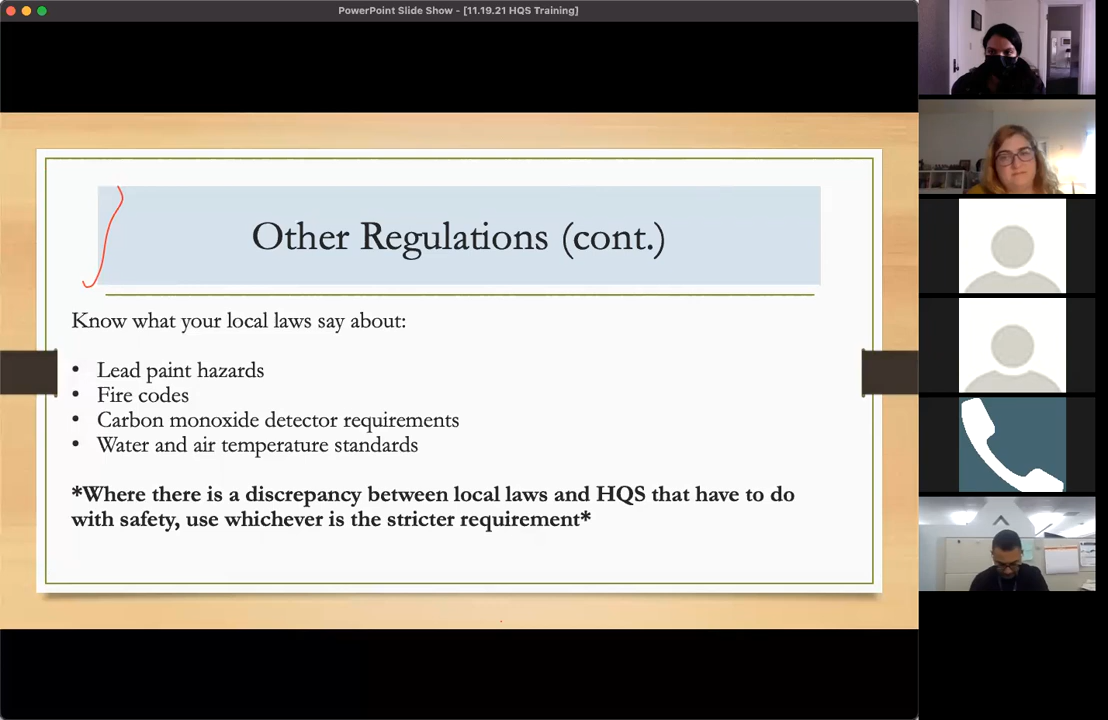 PowerPoint Slide Show - [11.19.21 HQS Training]
Other Regulations (cont.)
Know what your local laws say about:
• Lead paint hazards
• Fire codes
• Carbon monoxide detector requirements
• Water and air temperature standards
*Where there is a discrepancy between local laws and HQS that have to do
with safety, use whichever is the stricter requirement*